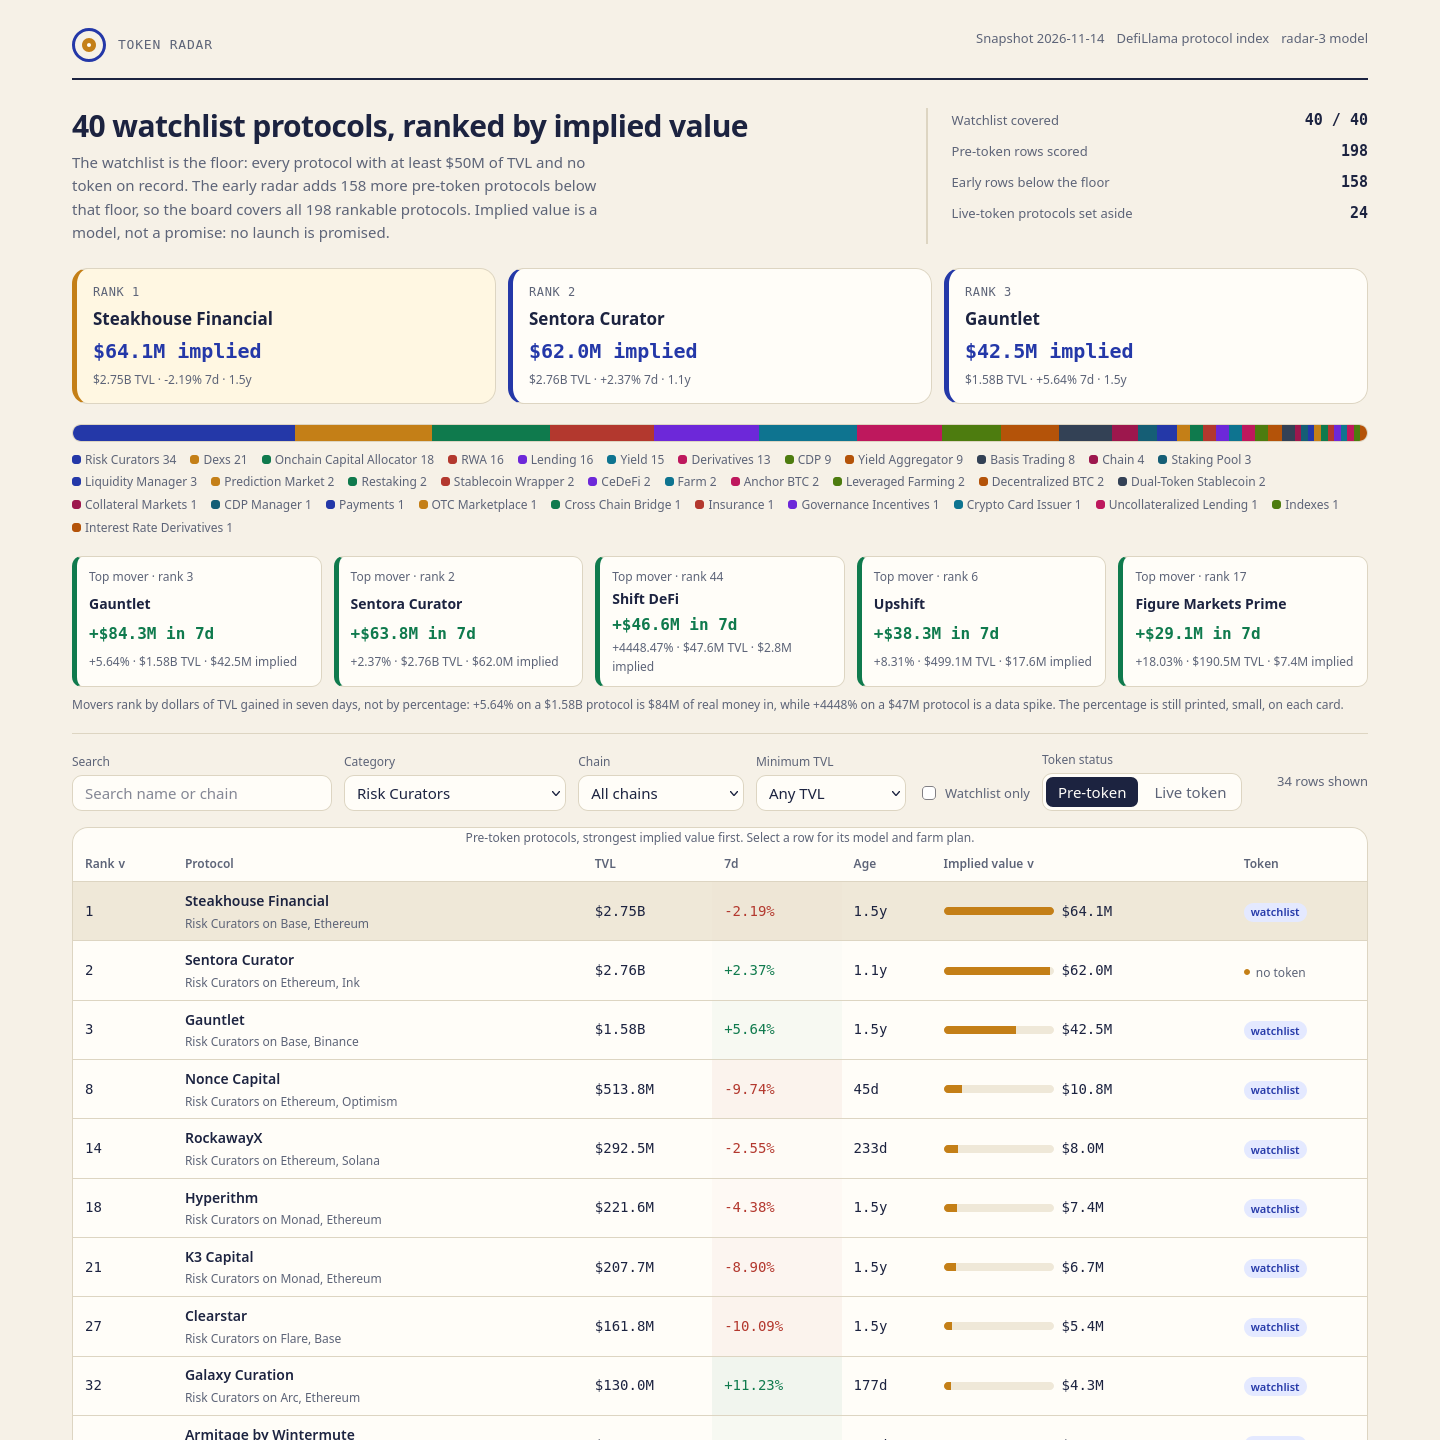 TOKEN RADAR
Snapshot 2026-11-14 DefiLlama protocol index radar-3 model
40 watchlist protocols, ranked by implied value
The watchlist is the floor: every protocol with at least $50M of TVL and no
token on record. The early radar adds 158 more pre-token protocols below
that floor, so the board covers all 198 rankable protocols. Implied value is a
model, not a promise: no launch is promised.
Watchlist covered 40 / 40
Pre-token rows scored 198
Early rows below the floor 158
Live-token protocols set aside 24
RANK 1
Steakhouse Financial
$64.1M implied
$2.75B TVL · -2.19% 7d · 1.5y
RANK 2
Sentora Curator
$62.0M implied
$2.76B TVL · +2.37% 7d · 1.1y
RANK 3
Gauntlet
$42.5M implied
$1.58B TVL · +5.64% 7d · 1.5y
Risk Curators 34 Dexs 21 Onchain Capital Allocator 18 RWA 16 Lending 16 Yield 15 Derivatives 13 CDP 9 Yield Aggregator 9 Basis Trading 8 Chain 4 Staking Pool 3
Liquidity Manager 3 Prediction Market 2 Restaking 2 Stablecoin Wrapper 2 CeDeFi 2 Farm 2 Anchor BTC 2 Leveraged Farming 2 Decentralized BTC 2 Dual-Token Stablecoin 2
Collateral Markets 1 CDP Manager 1 Payments 1 OTC Marketplace 1 Cross Chain Bridge 1 Insurance 1 Governance Incentives 1 Crypto Card Issuer 1 Uncollateralized Lending 1 Indexes 1
Interest Rate Derivatives 1
Top mover · rank 3
Gauntlet
+$84.3M in 7d
+5.64% · $1.58B TVL · $42.5M implied
Top mover · rank 2
Sentora Curator
+$63.8M in 7d
+2.37% · $2.76B TVL · $62.0M implied
Top mover · rank 44
Shift DeFi
+$46.6M in 7d
+4448.47% · $47.6M TVL · $2.8M
implied
Top mover · rank 6
Upshift
+$38.3M in 7d
+8.31% · $499.1M TVL · $17.6M implied
Top mover · rank 17
Figure Markets Prime
+$29.1M in 7d
+18.03% · $190.5M TVL · $7.4M implied
Movers rank by dollars of TVL gained in seven days, not by percentage: +5.64% on a $1.58B protocol is $84M of real money in, while +4448% on a $47M protocol is a data spike. The percentage is still printed, small, on each card.
Search
Search name or chain
Category
Risk Curators
Chain
All chains
Minimum TVL
Any TVL
Watchlist only
Token status
Pre-token Live token
34 rows shown
Pre-token protocols, strongest implied value first. Select a row for its model and farm plan.
Rank v Protocol TVL 7d Age Implied value v Token
1 Steakhouse Financial $2.75B -2.19% 1.5y $64.1M watchlist
Risk Curators on Base, Ethereum
2 Sentora Curator $2.76B +2.37% 1.1y $62.0M no token
Risk Curators on Ethereum, Ink
3 Gauntlet $1.58B +5.64% 1.5y $42.5M watchlist
Risk Curators on Base, Binance
8 Nonce Capital $513.8M -9.74% 45d $10.8M watchlist
Risk Curators on Ethereum, Optimism
14 RockawayX $292.5M -2.55% 233d $8.0M watchlist
Risk Curators on Ethereum, Solana
18 Hyperithm $221.6M -4.38% 1.5y $7.4M watchlist
Risk Curators on Monad, Ethereum
21 K3 Capital $207.7M -8.90% 1.5y $6.7M watchlist
Risk Curators on Monad, Ethereum
27 Clearstar $161.8M -10.09% 1.5y $5.4M watchlist
Risk Curators on Flare, Base
32 Galaxy Curation $130.0M +11.23% 177d $4.3M watchlist
Risk Curators on Arc, Ethereum
Armitage by Wintermute